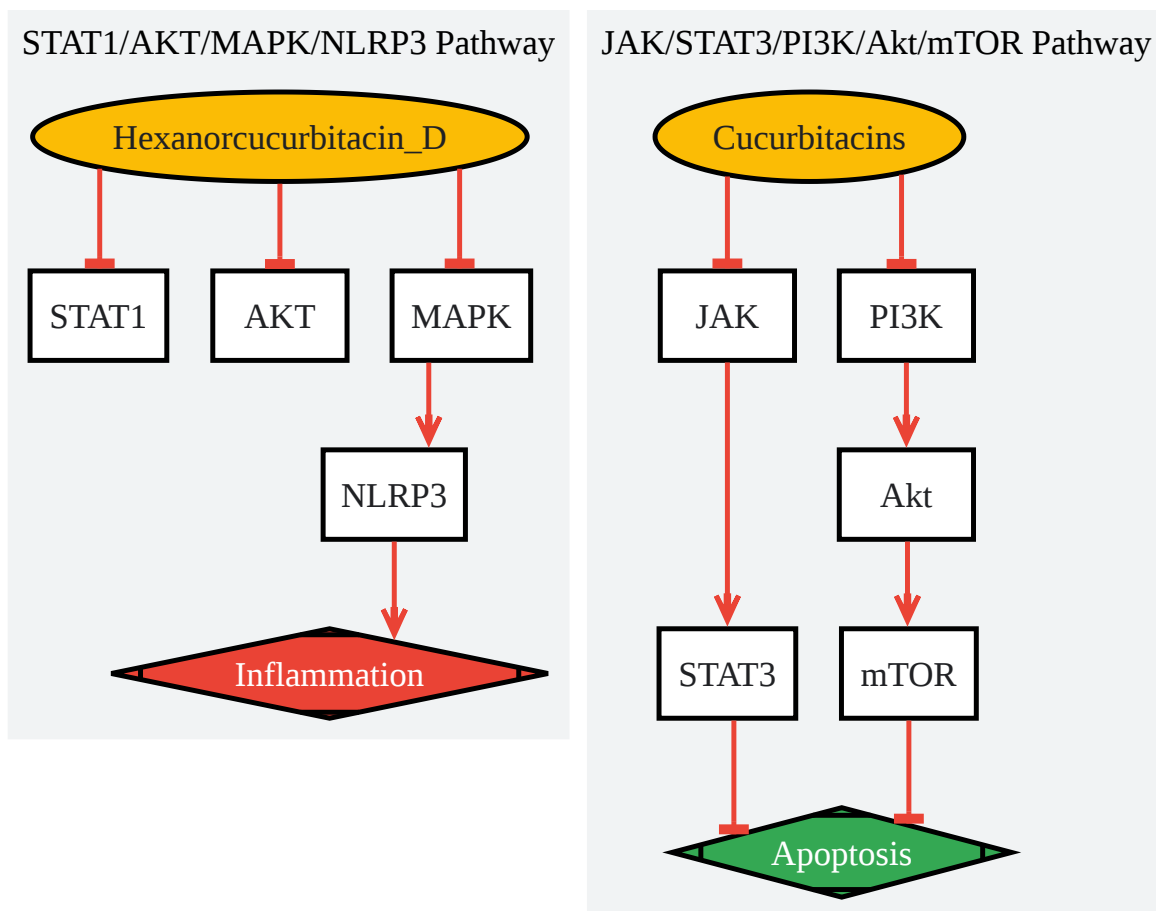 STAT1/AKT/MAPK/NLRP3 Pathway
Hexanorcucurbitacin_D
STAT1
AKT
MAPK
NLRP3
Inflammation
JAK/STAT3/PI3K/Akt/mTOR Pathway
Cucurbitacins
JAK
PI3K
Akt
STAT3
mTOR
Apoptosis